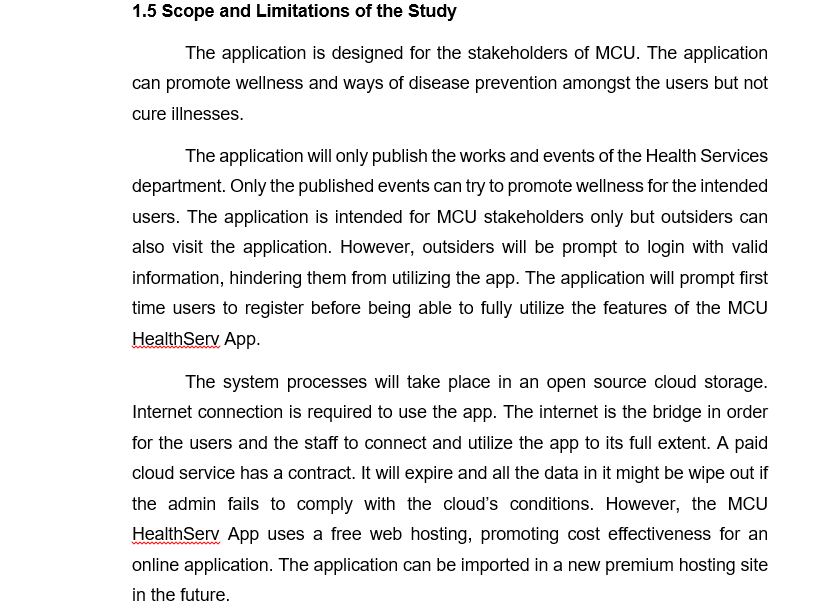 1.5 Scope and Limitations of the Study
The application is designed for the stakeholders of MCU. The application
can promote wellness and ways of disease prevention amongst the users but not
cure illnesses.
The application will only publish the works and events of the Health Services
department. Only the published events can try to promote wellness for the intended
users. The application is intended for MCU stakeholders only but outsiders can
also visit the application. However, outsiders will be prompt to login with valid
information, hindering them from utilizing the app. The application will prompt first
time users to register before being able to fully utilize the features of the MCU
HealthServ App.
The system processes will take place in an open source cloud storage.
Internet connection is required to use the app. The internet is the bridge in order
for the users and the staff to connect and utilize the app to its full extent. A paid
cloud service has a contract. It will expire and all the data in it might be wipe out if
the admin fails to comply with the cloud's conditions. However, the MCU
HealthServ App uses a free web hosting, promoting cost effectiveness for an
online application. The application can be imported in a new premium hosting site
in the future.